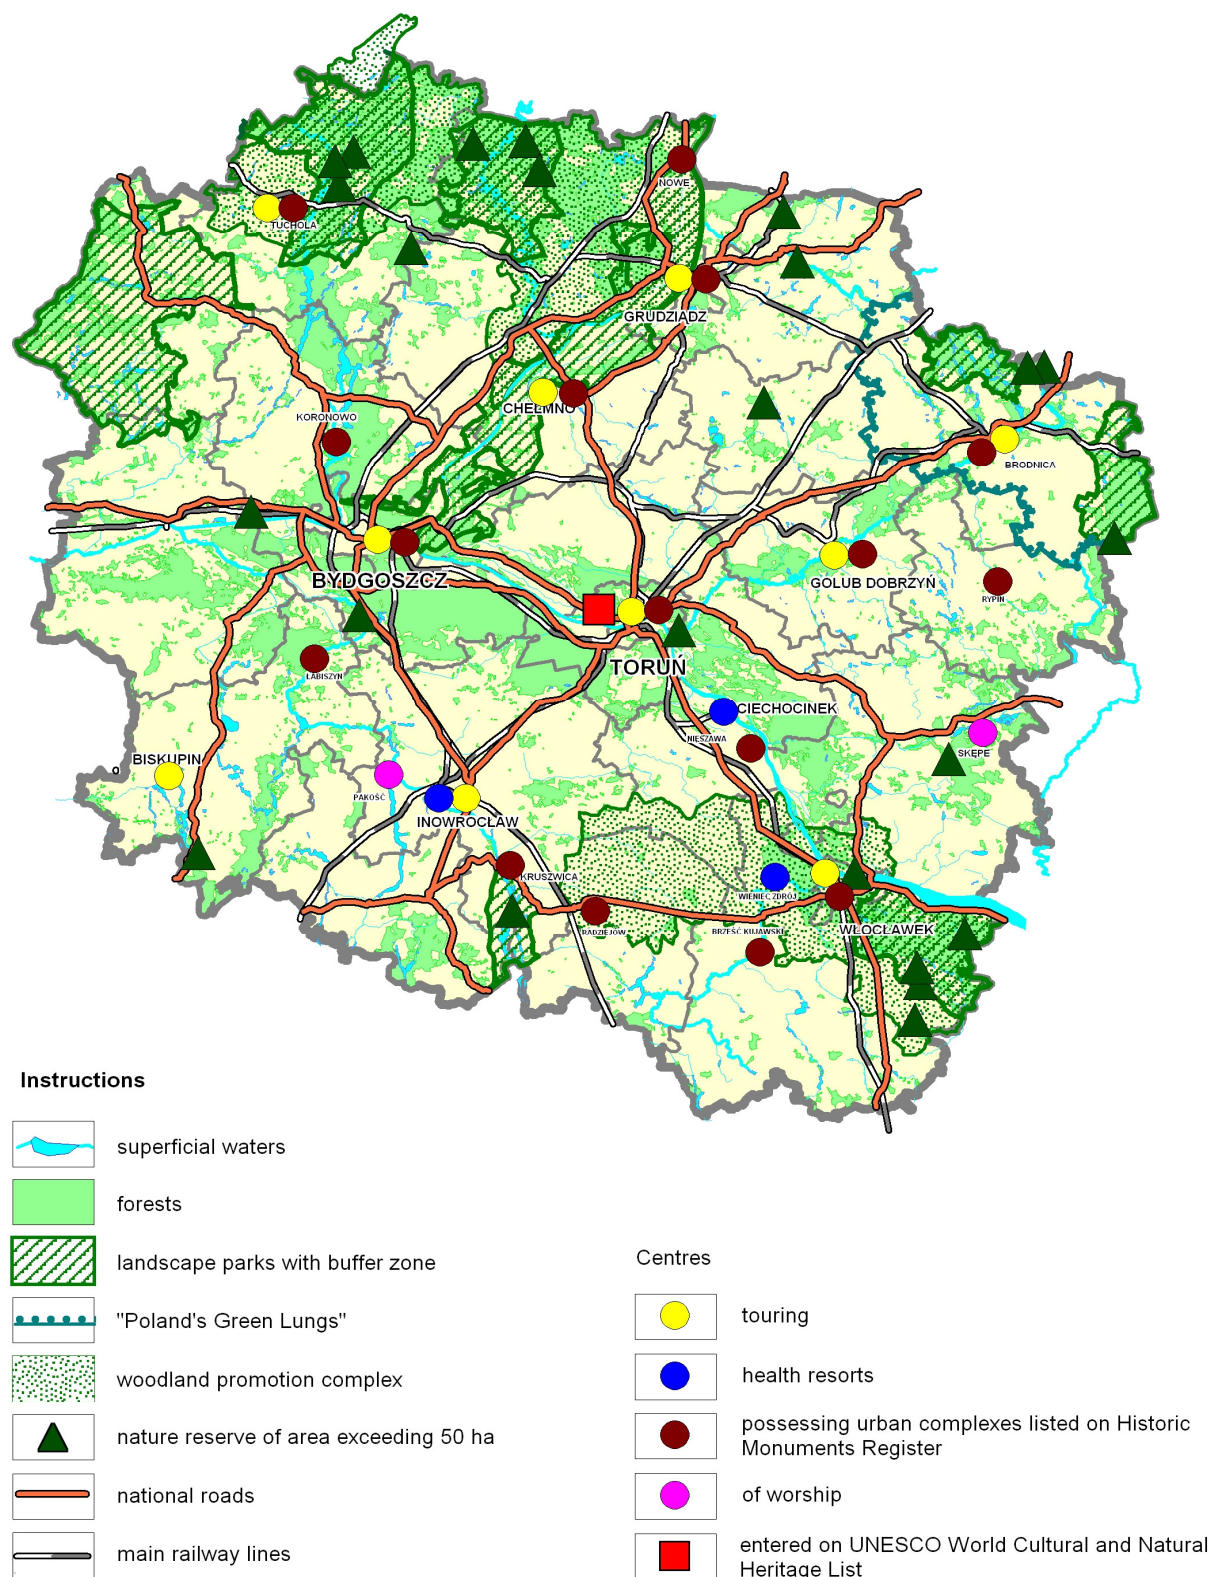 NOWE
TUCHOLA
GRUDZIĄDZ
CHEŁMNO
KORONOWO
BRODNICA
BYDGOSZCZ
GOLUB DOBRZYŃ
RYPIN
TORUŃ
ŁABISZYN
CIECHOCINEK
NIESZAWA
SKĘPE
BISKUPIN
PAKOŚĆ
INOWROCŁAW
KRUSZWICA
WIENIEC ZDRÓJ
RADZIEJÓW
BRZEŚĆ KUJAWSKI
WŁOCŁAWEK
Instructions
superficial waters
forests
landscape parks with buffer zone
"Poland's Green Lungs"
woodland promotion complex
nature reserve of area exceeding 50 ha
national roads
main railway lines
Centres
touring
health resorts
possessing urban complexes listed on Historic
Monuments Register
of worship
entered on UNESCO World Cultural and Natural
Heritage List